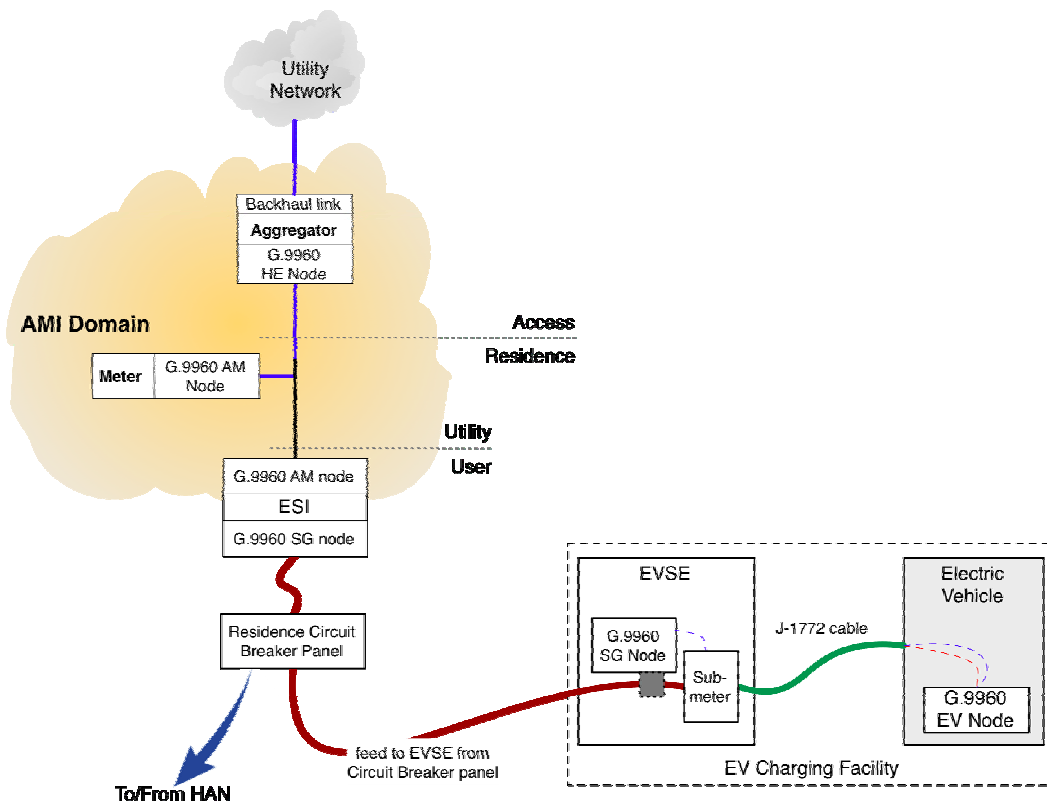 Utility
Network
Backhaul link
Aggregator
G.9960
HE Node
AMI Domain
Access
Residence
Meter
G.9960 AM
Node
Utility
User
G.9960 AM node
ESI
G.9960 SG node
Residence Circuit
Breaker Panel
To/From HAN
feed to EVSE from
Circuit Breaker panel
EVSE
G.9960
SG Node
Sub-
meter
J-1772 cable
Electric
Vehicle
G.9960
EV Node
EV Charging Facility